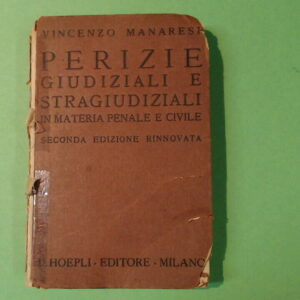 VINCENZO MANARESI
PERIZIE
GIUDIZIALI E
STRAGIUDIZIALI
IN MATERIA PENALE E CIVILE
SECONDA EDIZIONE RINNOVATA
U. HOEPLI - EDITORE - MILANO